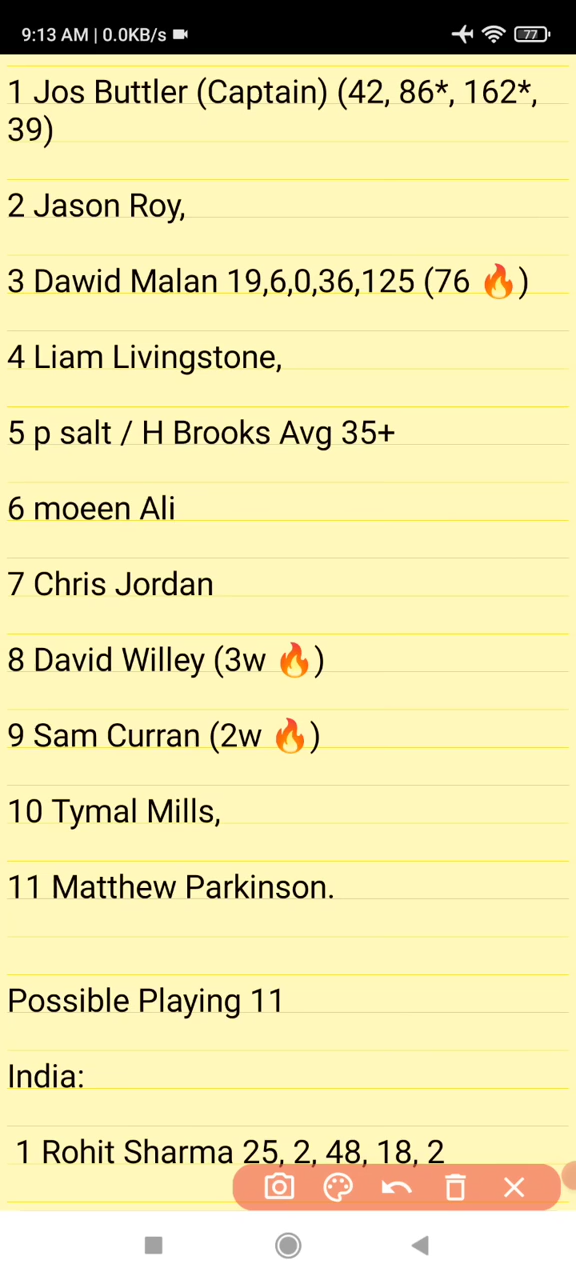 9:13 AM | 0.0KB/s
77
1 Jos Buttler (Captain) (42, 86*, 162*,
39)
2 Jason Roy,
3 Dawid Malan 19,6,0,36,125 (76 🔥)
4 Liam Livingstone,
5 p salt / H Brooks Avg 35+
6 moeen Ali
7 Chris Jordan
8 David Willey (3w 🔥)
9 Sam Curran (2w 🔥)
10 Tymal Mills,
11 Matthew Parkinson.
Possible Playing 11
India:
1 Rohit Sharma 25, 2, 48, 18, 2